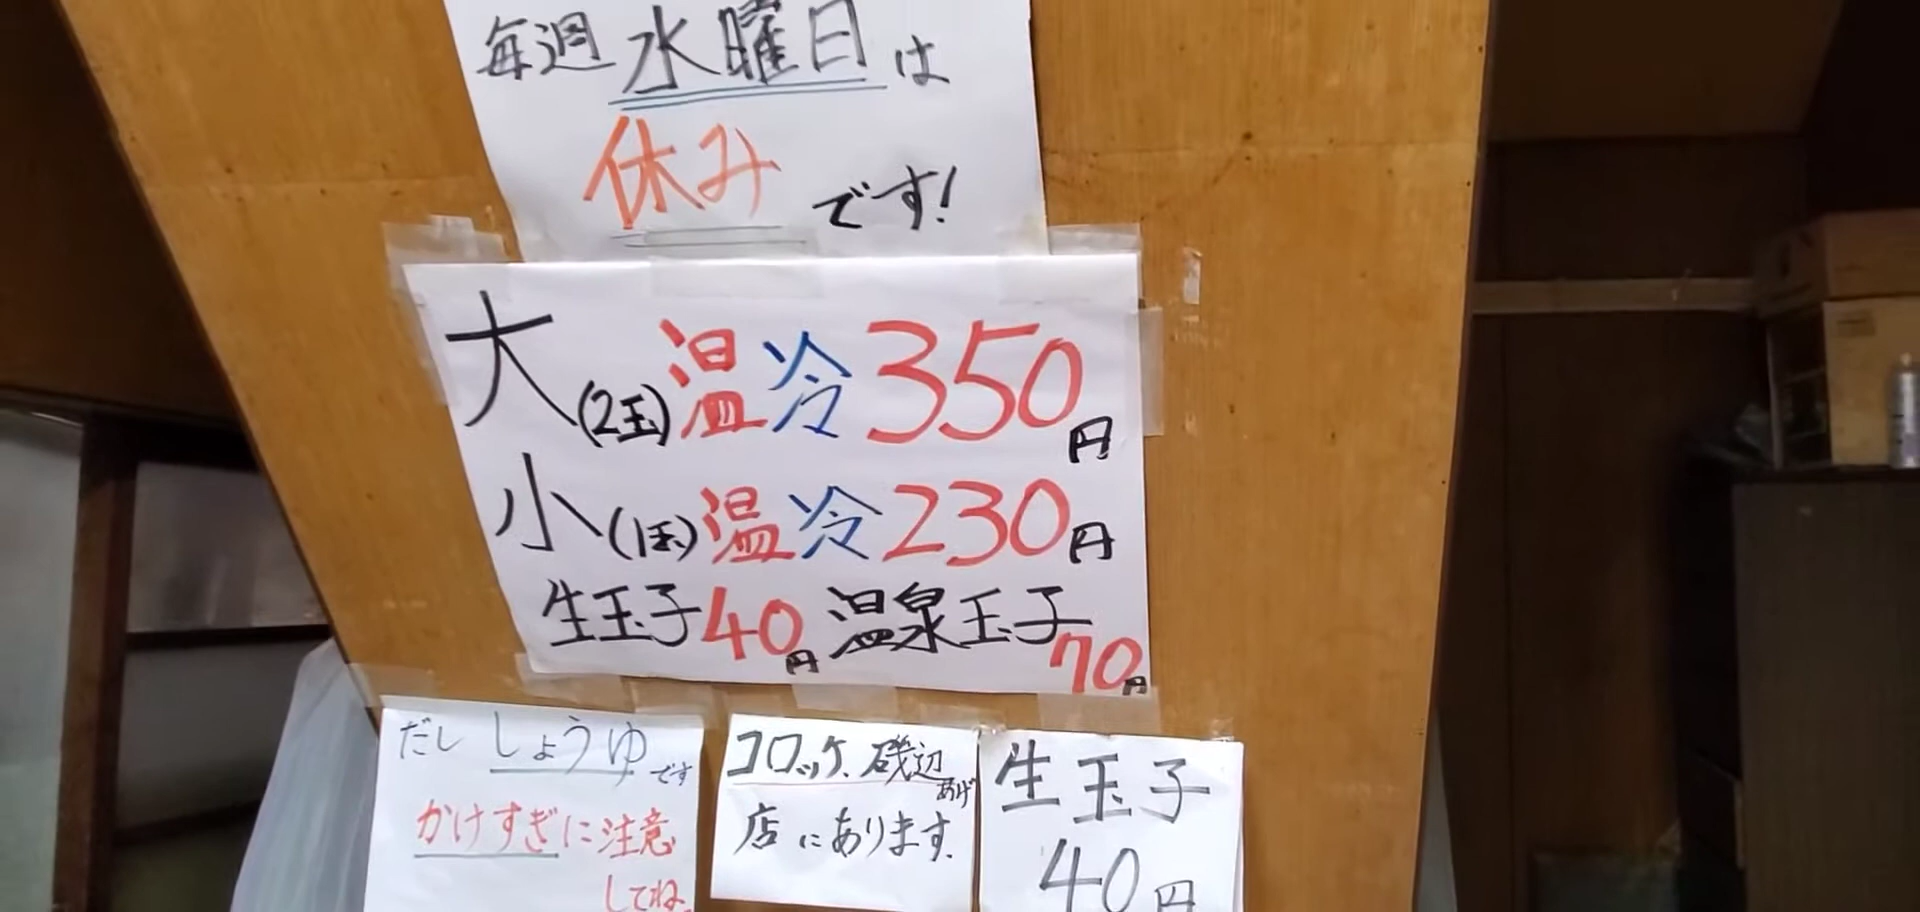 毎週水曜日は
休みです!
大(2玉)温冷350円
小(1玉)温冷230円
生玉子40円 温泉玉子70円
だししょうゆです
かけすぎに注意
してね。
コロッケ、磯辺あげ
店にあります。
生玉子
40円